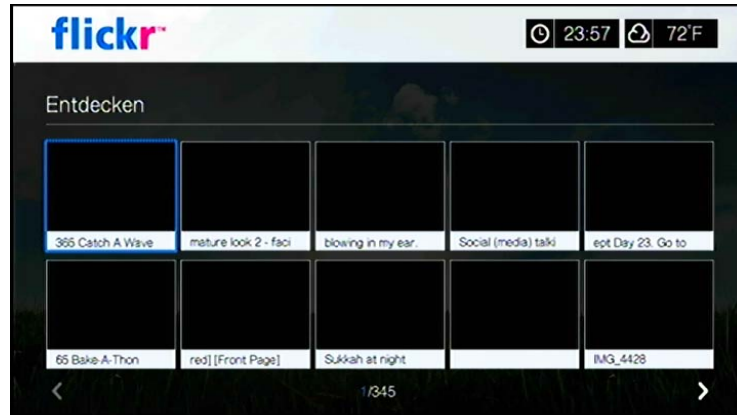 flickr™
23:57 72°F
Entdecken
365 Catch A Wave
mature look 2 - faci
blowing in my ear.
Social (media) talki
ept Day 23. Go to
65 Bake-A-Thon
red] [Front Page]
Sukkah at night
IMG_4428
1/345